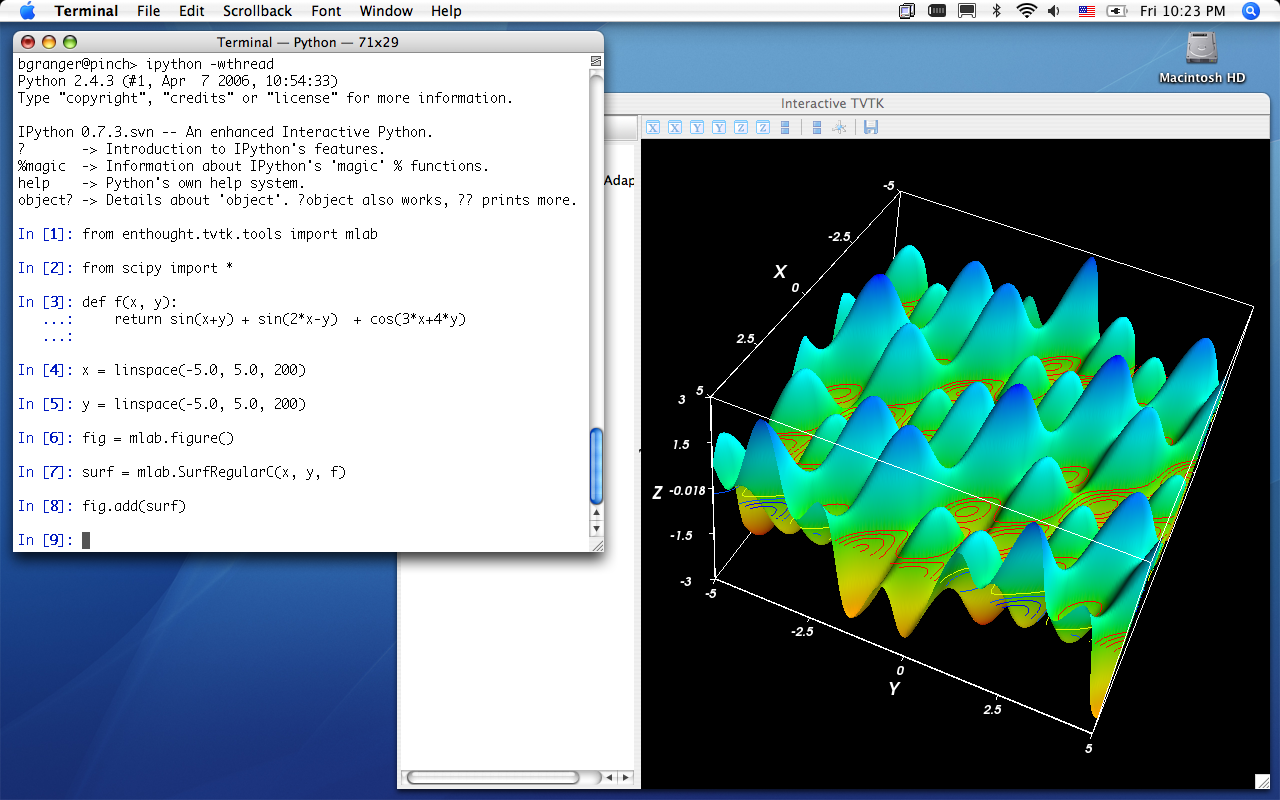 Terminal File Edit Scrollback Font Window Help Fri 10:23 PM
Terminal — Python — 71x29
bgranger@pinch> ipython -wthread
Python 2.4.3 (#1, Apr  7 2006, 10:54:33)
Type "copyright", "credits" or "license" for more information.
IPython 0.7.3.svn -- An enhanced Interactive Python.
?       -> Introduction to IPython's features.
%magic  -> Information about IPython's 'magic' % functions.
help    -> Python's own help system.
object? -> Details about 'object'. ?object also works, ?? prints more.
In [1]: from enthought.tvtk.tools import mlab
In [2]: from scipy import *
In [3]: def f(x, y):
   ...:     return sin(x+y) + sin(2*x-y)  + cos(3*x+4*y)
   ...:
In [4]: x = linspace(-5.0, 5.0, 200)
In [5]: y = linspace(-5.0, 5.0, 200)
In [6]: fig = mlab.figure()
In [7]: surf = mlab.SurfRegularC(x, y, f)
In [8]: fig.add(surf)
In [9]:
Macintosh HD
Interactive TVTK
X X Y Y Z Z
Adap
-5
-2.5
X
0
2.5
5
3
1.5
Z
-0.018
-1.5
-3
-5
-2.5
0
Y
2.5
5